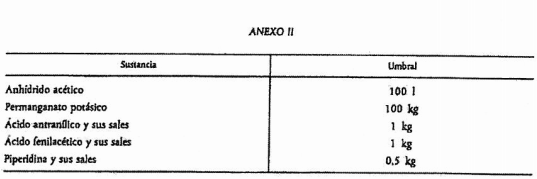 ANEXO II
Sustancia Umbral
Anhídrido acético 100 l
Permanganato potásico 100 kg
Ácido antranílico y sus sales 1 kg
Ácido fenilacético y sus sales 1 kg
Piperidina y sus sales 0,5 kg